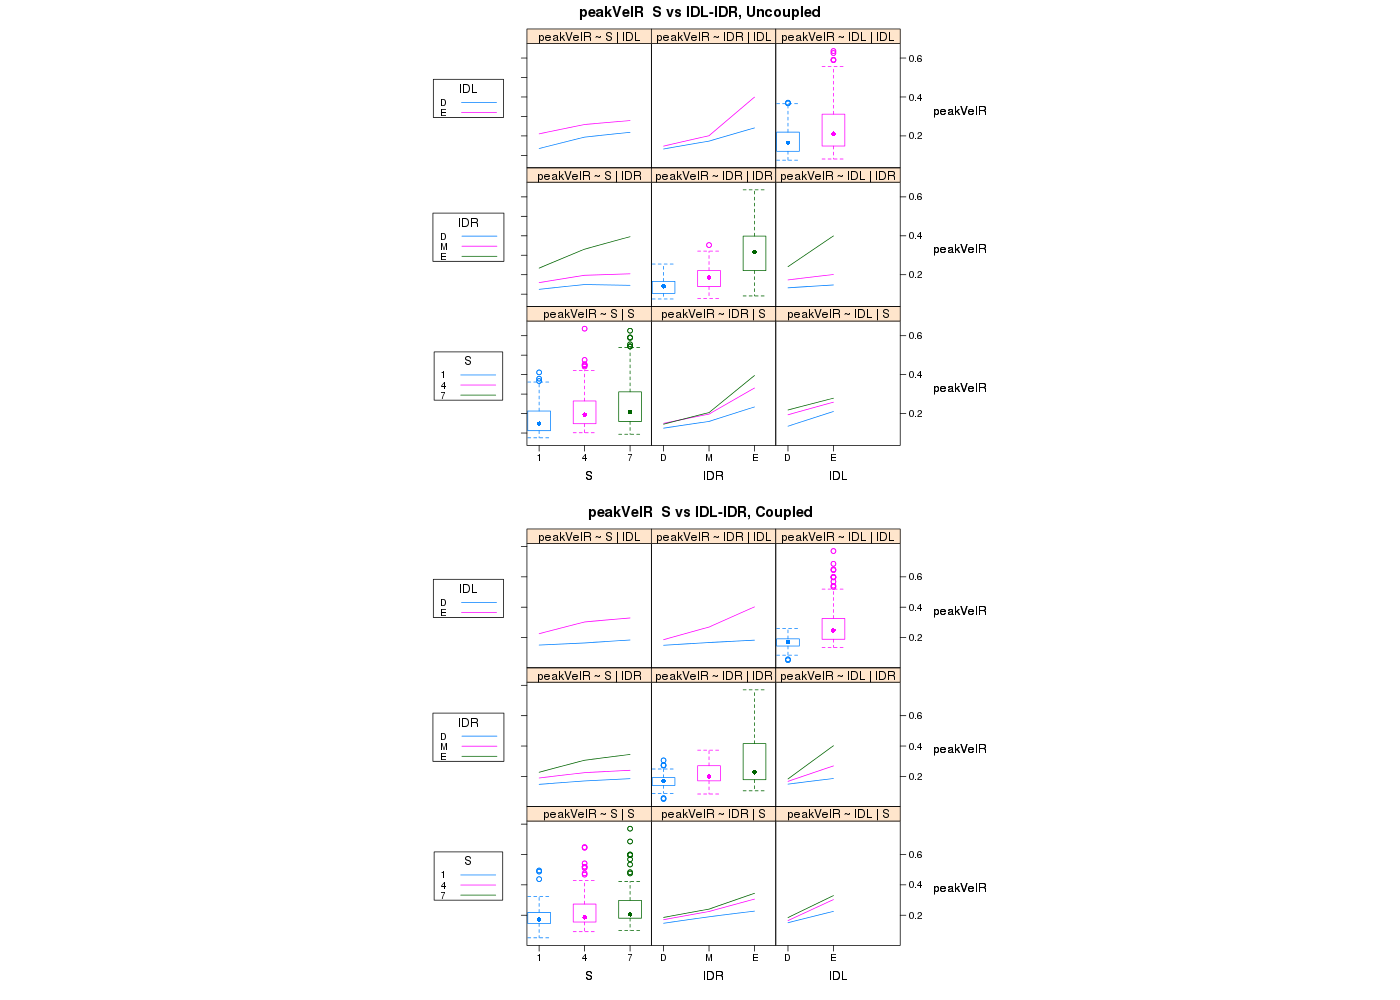 peakVelR  S vs IDL-IDR, Uncoupled
peakVelR ~ S | IDL
peakVelR ~ IDR | IDL
peakVelR ~ IDL | IDL
IDL
D
E
0.6
0.4
0.2
peakVelR
peakVelR ~ S | IDR
peakVelR ~ IDR | IDR
peakVelR ~ IDL | IDR
IDR
D
M
E
0.6
0.4
0.2
peakVelR
peakVelR ~ S | S
peakVelR ~ IDR | S
peakVelR ~ IDL | S
S
1
4
7
0.6
0.4
0.2
peakVelR
1 4 7 D M E D E
S IDR IDL
peakVelR  S vs IDL-IDR, Coupled
peakVelR ~ S | IDL
peakVelR ~ IDR | IDL
peakVelR ~ IDL | IDL
IDL
D
E
0.6
0.4
0.2
peakVelR
peakVelR ~ S | IDR
peakVelR ~ IDR | IDR
peakVelR ~ IDL | IDR
IDR
D
M
E
0.6
0.4
0.2
peakVelR
peakVelR ~ S | S
peakVelR ~ IDR | S
peakVelR ~ IDL | S
S
1
4
7
0.6
0.4
0.2
peakVelR
1 4 7 D M E D E
S IDR IDL